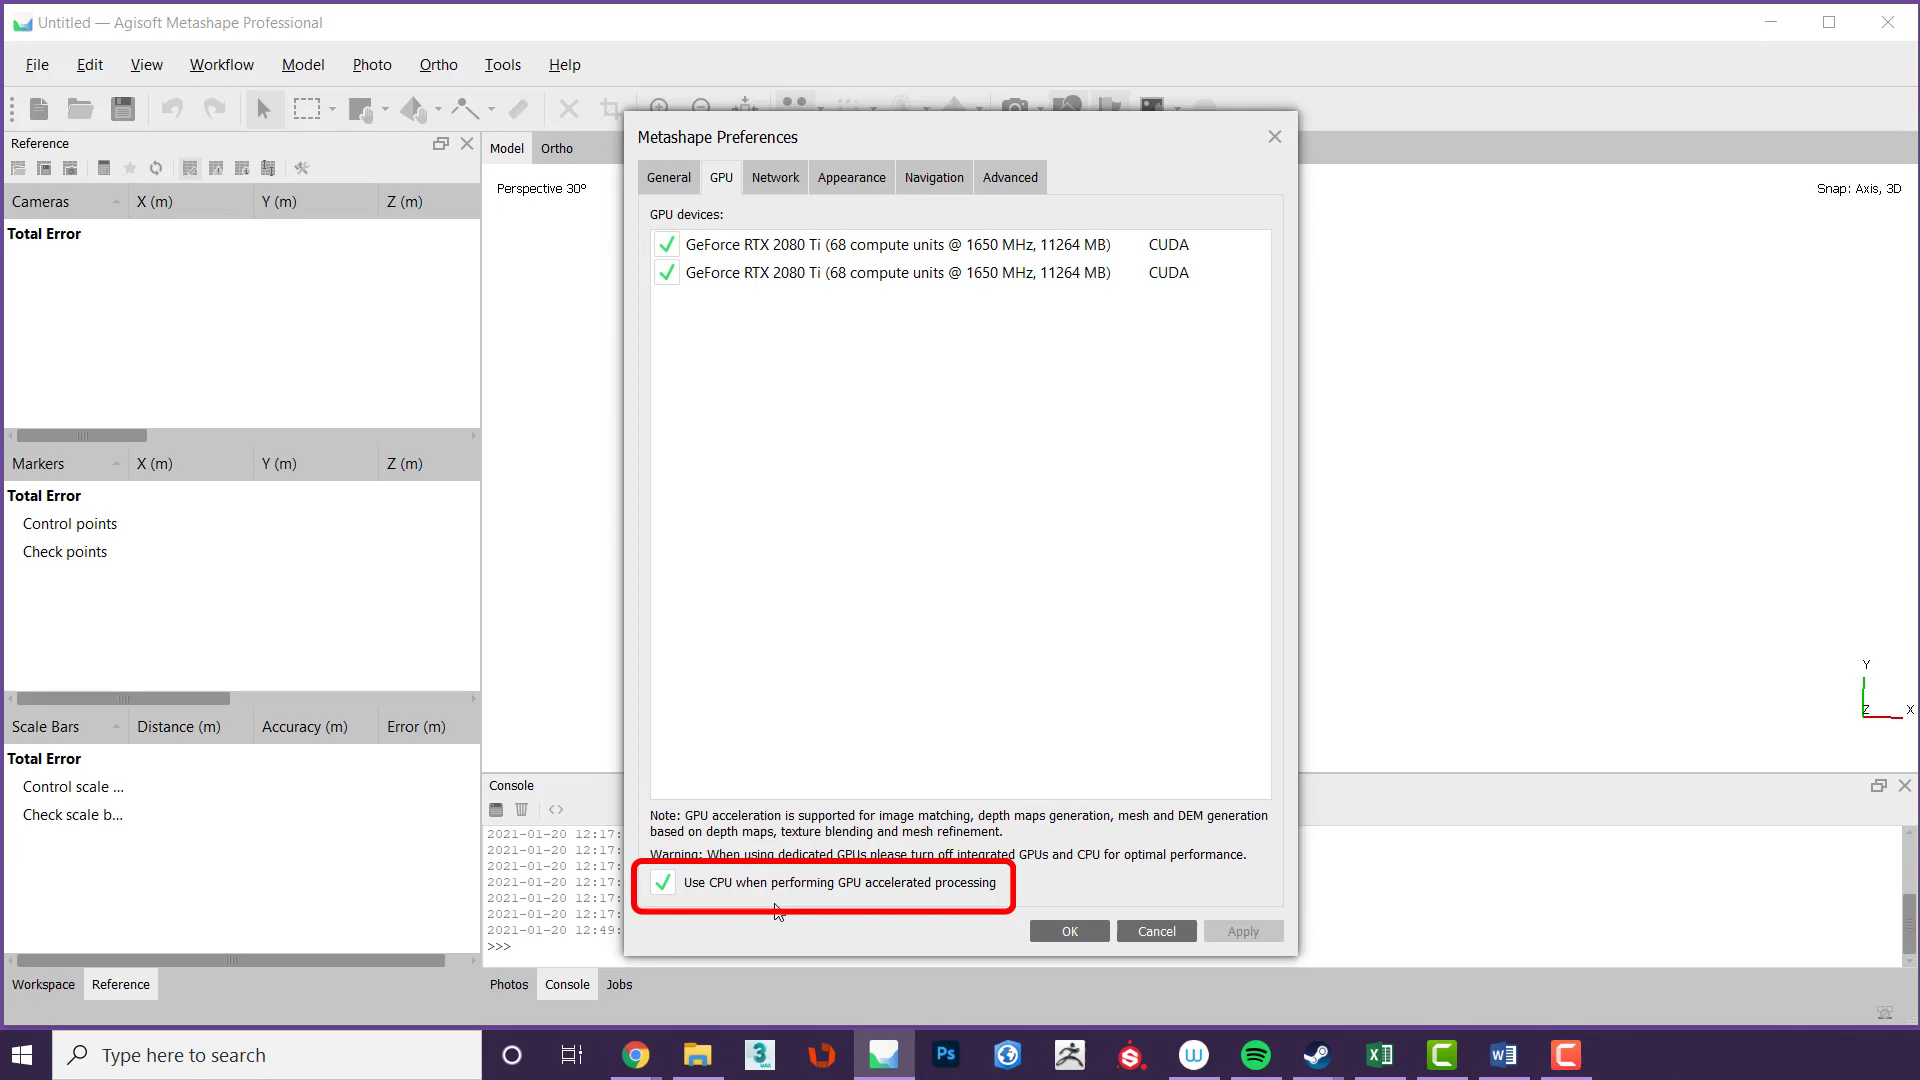 Untitled — Agisoft Metashape Professional
File Edit View Workflow Model Photo Ortho Tools Help
Reference
Cameras X (m) Y (m) Z (m)
Total Error
Markers X (m) Y (m) Z (m)
Total Error
Control points
Check points
Scale Bars Distance (m) Accuracy (m) Error (m)
Total Error
Control scale ...
Check scale b...
Workspace Reference
Model Ortho
Perspective 30°
Snap: Axis, 3D
Y
Z X
Metashape Preferences
General GPU Network Appearance Navigation Advanced
GPU devices:
GeForce RTX 2080 Ti (68 compute units @ 1650 MHz, 11264 MB) CUDA
GeForce RTX 2080 Ti (68 compute units @ 1650 MHz, 11264 MB) CUDA
Note: GPU acceleration is supported for image matching, depth maps generation, mesh and DEM generation
based on depth maps, texture blending and mesh refinement.
Warning: When using dedicated GPUs please turn off integrated GPUs and CPU for optimal performance.
Use CPU when performing GPU accelerated processing
OK Cancel Apply
Console
2021-01-20 12:17:
2021-01-20 12:17:
2021-01-20 12:17:
2021-01-20 12:17:
2021-01-20 12:17:
2021-01-20 12:17:
2021-01-20 12:49:
>>>
Photos Console Jobs
Type here to search
3
MAX
Ps
W